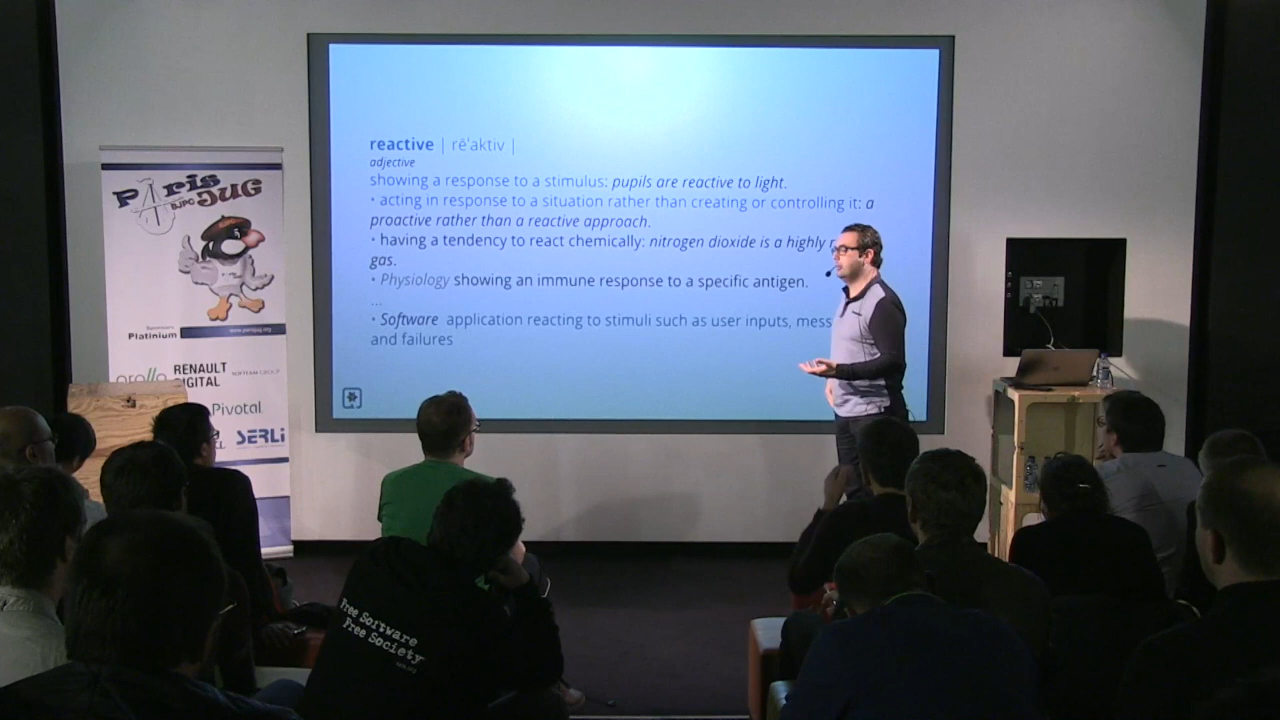 reactive | rē'aktiv |
adjective
showing a response to a stimulus: pupils are reactive to light.
• acting in response to a situation rather than creating or controlling it: a
proactive rather than a reactive approach.
• having a tendency to react chemically: nitrogen dioxide is a highly
gas.
• Physiology showing an immune response to a specific antigen.
...
• Software application reacting to stimuli such as user inputs, mess
and failures
Paris
JUG
Platinium
RENAULT
DIGITAL
Pivotal
SERLi
Free Software
Free Society